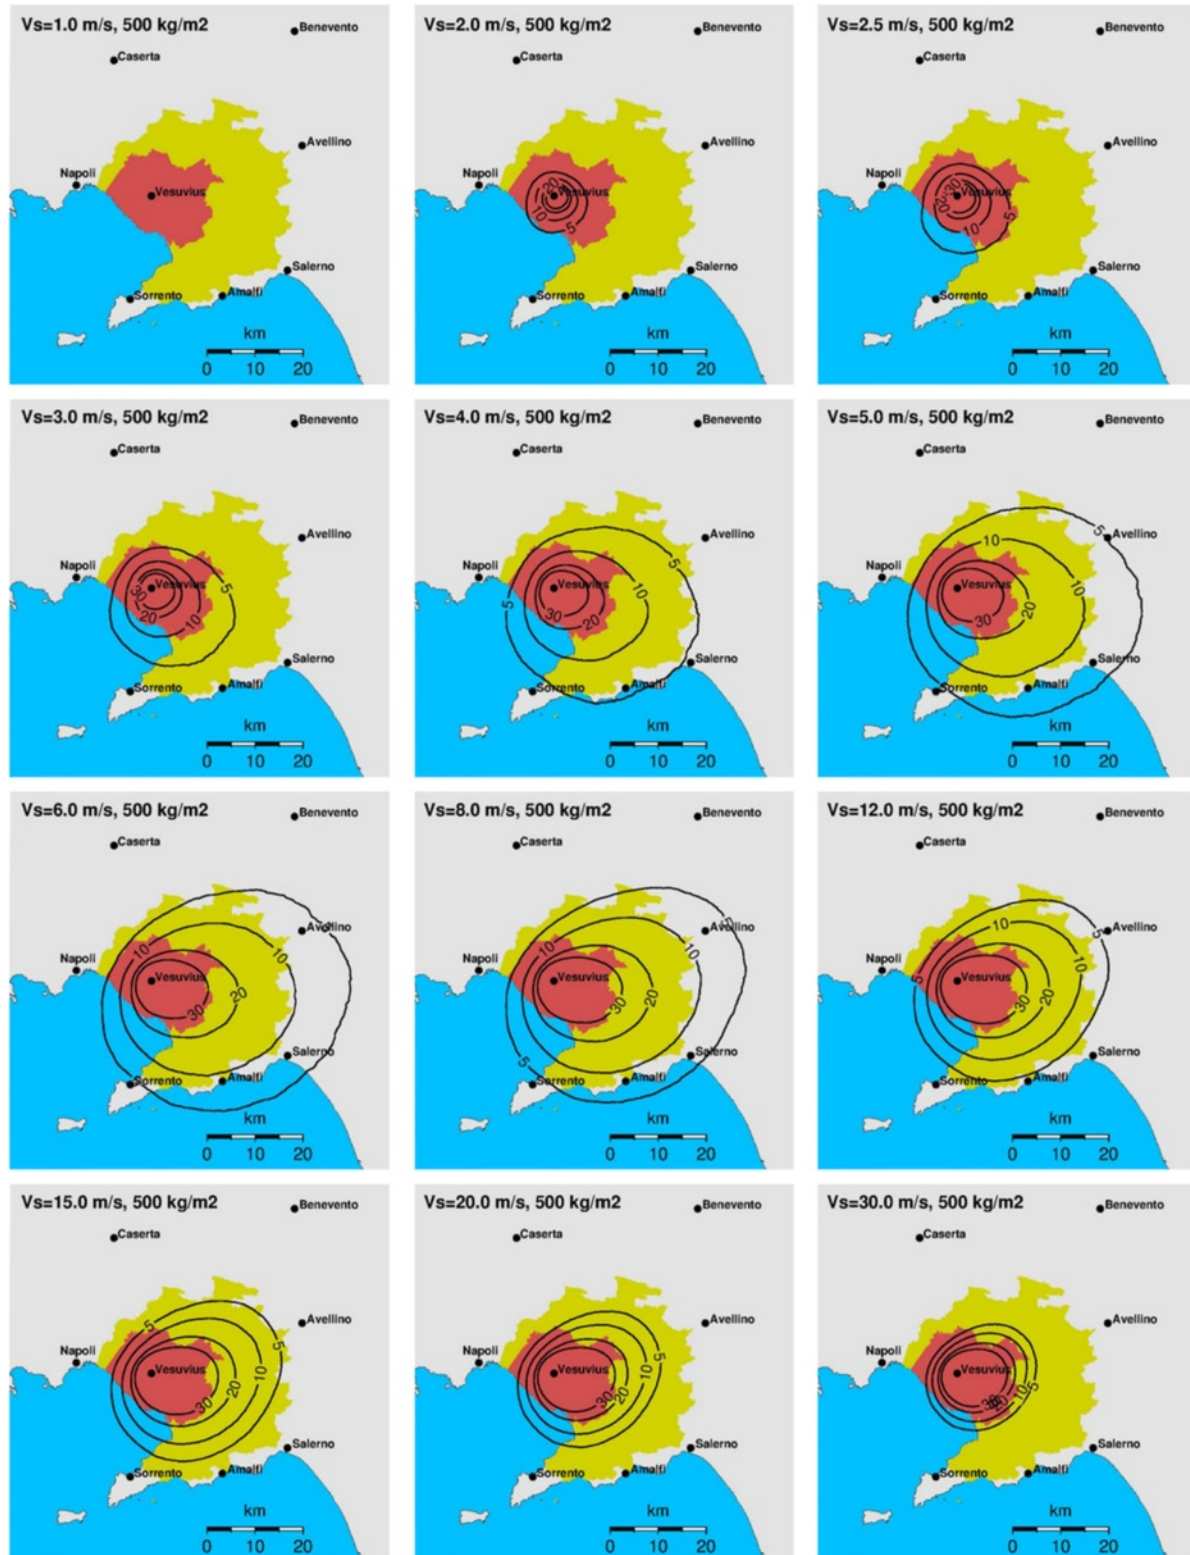 Vs=1.0 m/s, 500 kg/m2
Benevento
Caserta
Avellino
Napoli
Vesuvius
Salerno
Sorrento
Amalfi
km
0 10 20
Vs=2.0 m/s, 500 kg/m2
Benevento
Caserta
Avellino
Napoli
20
Vesuvius
10
5
Salerno
Sorrento
Amalfi
km
0 10 20
Vs=2.5 m/s, 500 kg/m2
Benevento
Caserta
Avellino
Napoli
30
Vesuvius
20
10
5
Salerno
Sorrento
Amalfi
km
0 10 20
Vs=3.0 m/s, 500 kg/m2
Benevento
Caserta
Avellino
Napoli
5
Vesuvius
30
20
10
Salerno
Sorrento
Amalfi
km
0 10 20
Vs=4.0 m/s, 500 kg/m2
Benevento
Caserta
Avellino
Napoli
5
Vesuvius
10
5
30
20
Salerno
Sorrento
Amalfi
km
0 10 20
Vs=5.0 m/s, 500 kg/m2
Benevento
Caserta
5
Avellino
10
Napoli
Vesuvius
10
20
30
Salerno
Sorrento
Amalfi
km
0 10 20
Vs=6.0 m/s, 500 kg/m2
Benevento
Caserta
5
Avellino
10
10
Napoli
Vesuvius
20
30
Salerno
Sorrento
Amalfi
km
0 10 20
Vs=8.0 m/s, 500 kg/m2
Benevento
Caserta
5
Avellino
10
10
Napoli
Vesuvius
30
20
5
Salerno
Sorrento
Amalfi
km
0 10 20
Vs=12.0 m/s, 500 kg/m2
Benevento
Caserta
10
Avellino
5
Napoli
10
5
Vesuvius
30
20
Salerno
Sorrento
Amalfi
km
0 10 20
Vs=15.0 m/s, 500 kg/m2
Benevento
Caserta
5
Avellino
5
Napoli
Vesuvius
10
20
30
Salerno
Sorrento
Amalfi
km
0 10 20
Vs=20.0 m/s, 500 kg/m2
Benevento
Caserta
Avellino
Napoli
5
Vesuvius
10
20
30
Salerno
Sorrento
Amalfi
km
0 10 20
Vs=30.0 m/s, 500 kg/m2
Benevento
Caserta
Avellino
Napoli
Vesuvius
5
10
20
30
Salerno
Sorrento
Amalfi
km
0 10 20